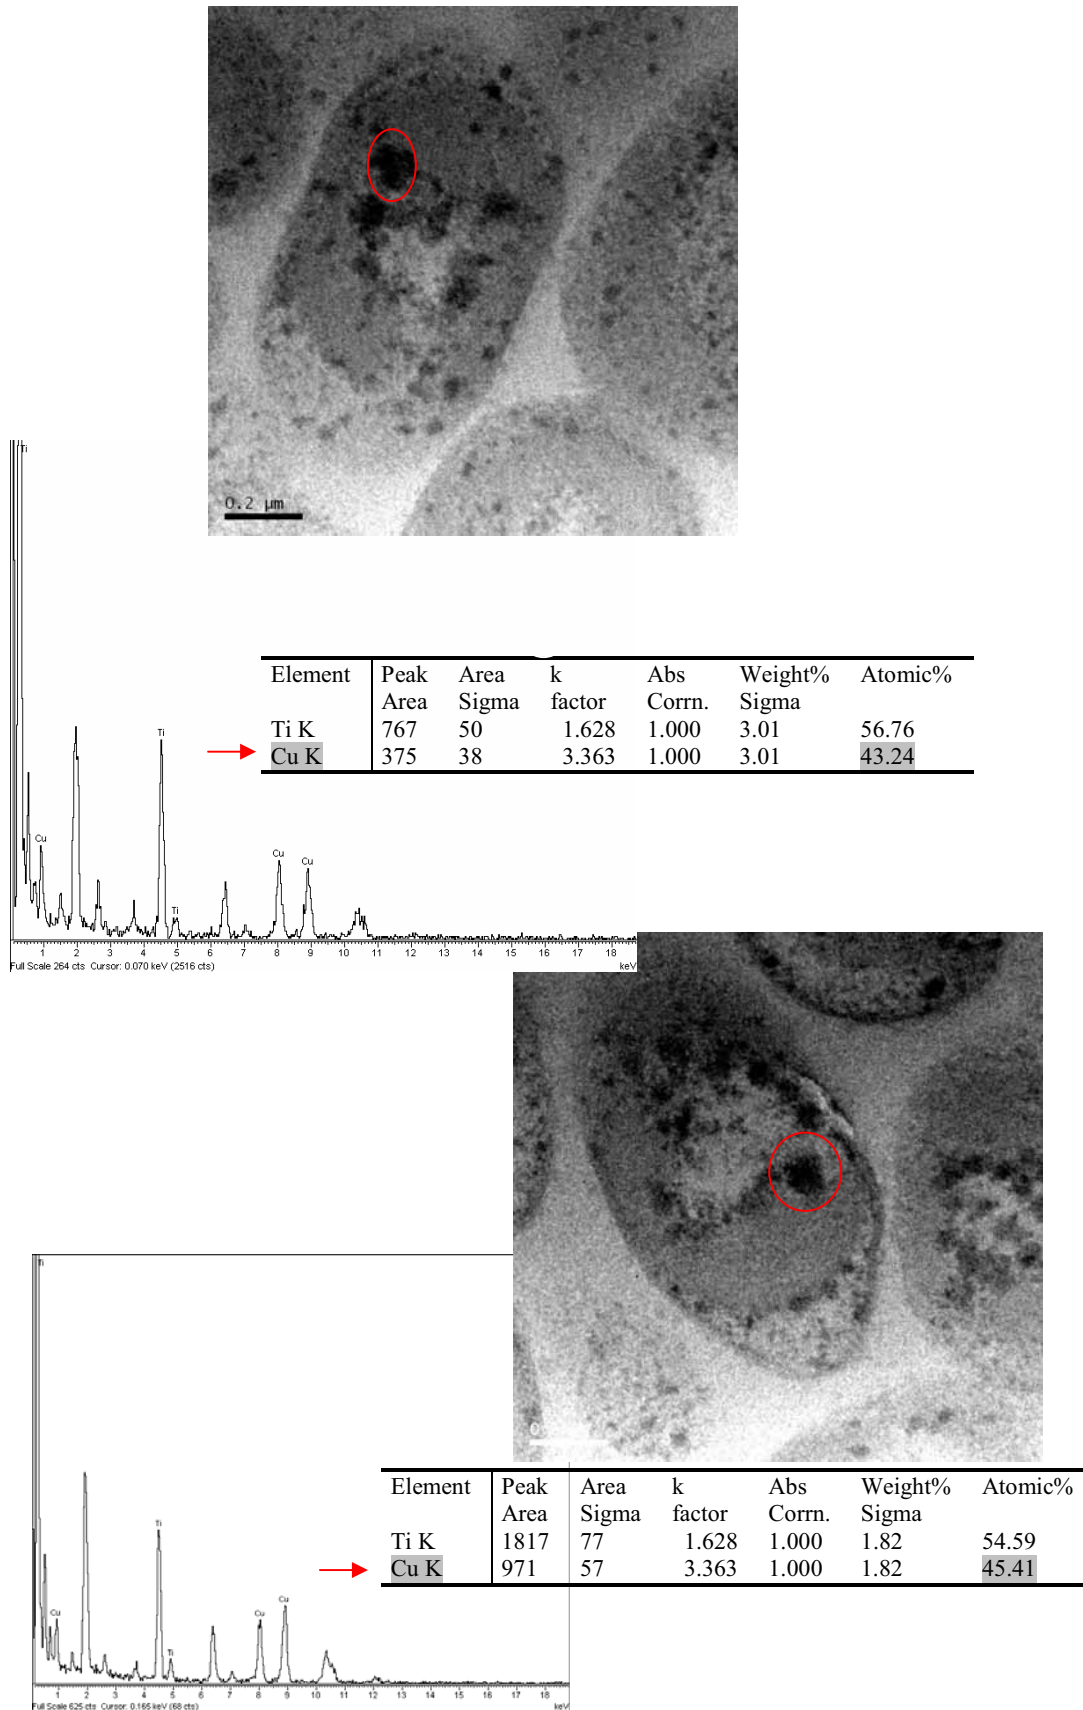 0.2 µm
Ti
Element Peak Area Area Sigma k factor Abs Corrn. Weight% Sigma Atomic%
Ti K 767 50 1.628 1.000 3.01 56.76
Cu K 375 38 3.363 1.000 3.01 43.24
Ti
Cu
Cu
Cu
Ti
1 2 3 4 5 6 7 8 9 10 11 12 13 14 15 16 17 18
Full Scale 264 cts Cursor: 0.070 keV (2516 cts) keV
Ti
0
Element Peak Area Area Sigma k factor Abs Corrn. Weight% Sigma Atomic%
Ti K 1817 77 1.628 1.000 1.82 54.59
Cu K 971 57 3.363 1.000 1.82 45.41
Ti
Cu
Cu
Cu
Ti
1 2 3 4 5 6 7 8 9 10 11 12 13 14 15 16 17 18
Full Scale 625 cts Cursor: 0.165 keV (68 cts) keV